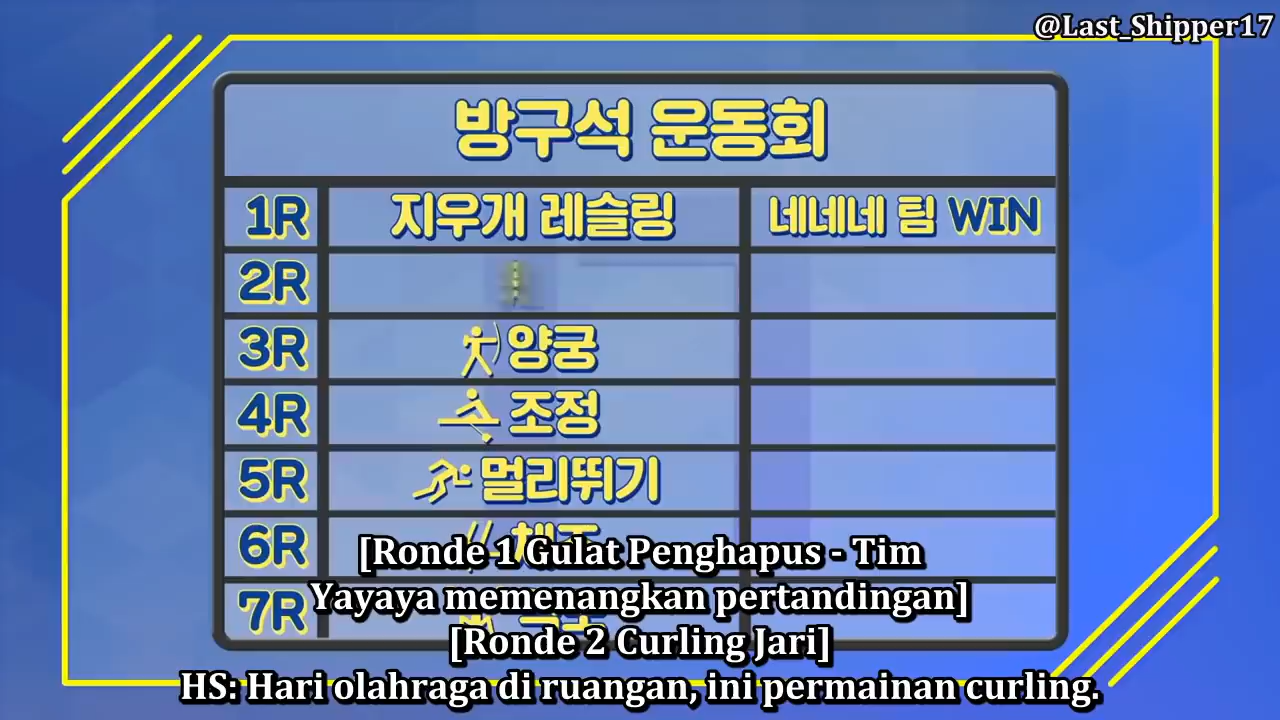 @Last_Shipper17
방구석 운동회
1R 지우개 레슬링 네네네 팀 WIN
2R
3R 양궁
4R 조정
5R 멀리뛰기
6R 체조
7R
[Ronde 1 Gulat Penghapus - Tim
Yayaya memenangkan pertandingan]
[Ronde 2 Curling Jari]
HS: Hari olahraga di ruangan, ini permainan curling.